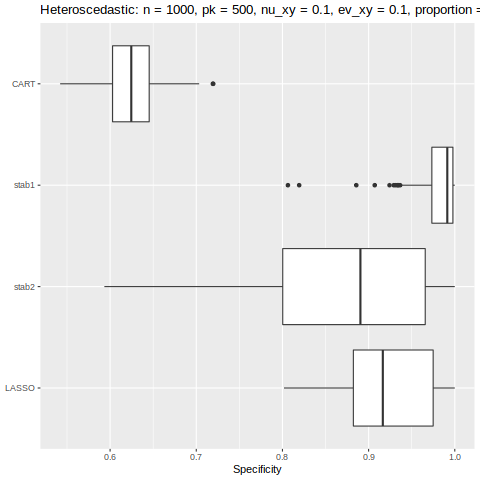 Heteroscedastic: n = 1000, pk = 500, nu_xy = 0.1, ev_xy = 0.1, proportion =
CART
stab1
stab2
LASSO
0.6 0.7 0.8 0.9 1.0
Specificity